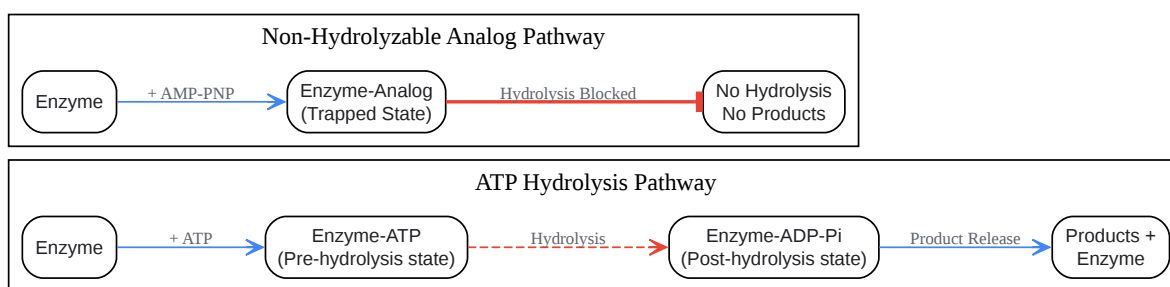 Non-Hydrolyzable Analog Pathway
Enzyme
+ AMP-PNP
Enzyme-Analog
(Trapped State)
Hydrolysis Blocked
No Hydrolysis
No Products
ATP Hydrolysis Pathway
Enzyme
+ ATP
Enzyme-ATP
(Pre-hydrolysis state)
Hydrolysis
Enzyme-ADP-Pi
(Post-hydrolysis state)
Product Release
Products +
Enzyme